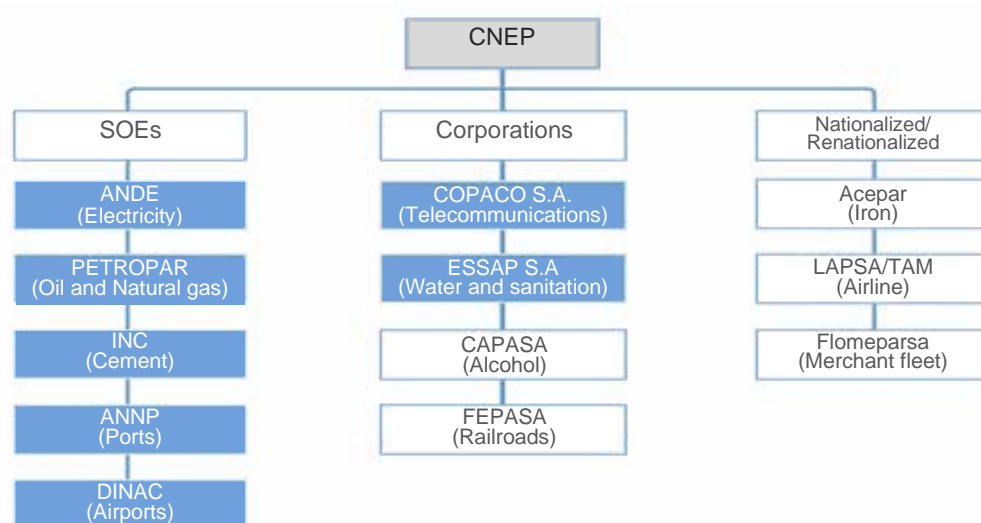 CNEP
SOEs
ANDE
(Electricity)
PETROPAR
(Oil and Natural gas)
INC
(Cement)
ANNP
(Ports)
DINAC
(Airports)
Corporations
COPACO S.A.
(Telecommunications)
ESSAP S.A
(Water and sanitation)
CAPASA
(Alcohol)
FEPASA
(Railroads)
Nationalized/
Renationalized
Acepar
(Iron)
LAPSA/TAM
(Airline)
Flomeparsa
(Merchant fleet)